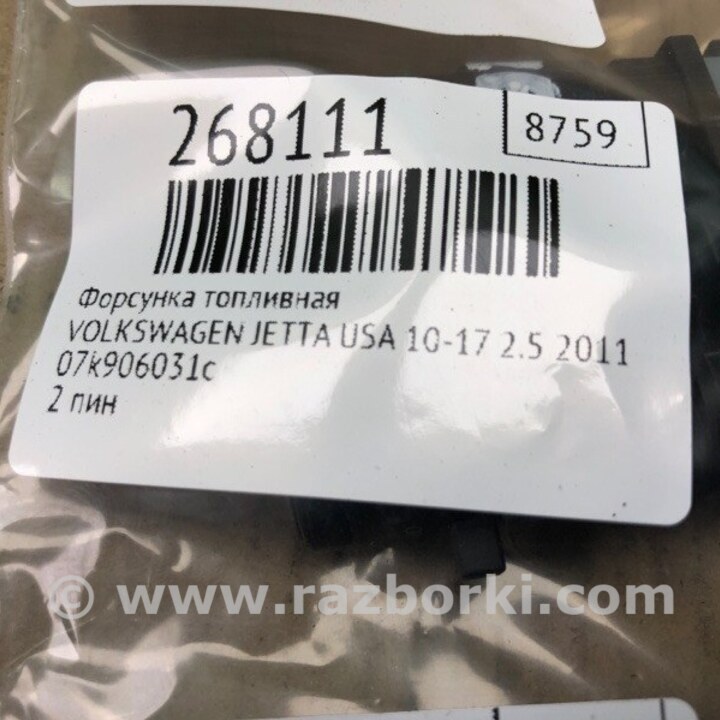 268111
8759
Форсунка топливная
VOLKSWAGEN JETTA USA 10-17 2.5 2011
07k906031c
2 пин
© www.razborki.com